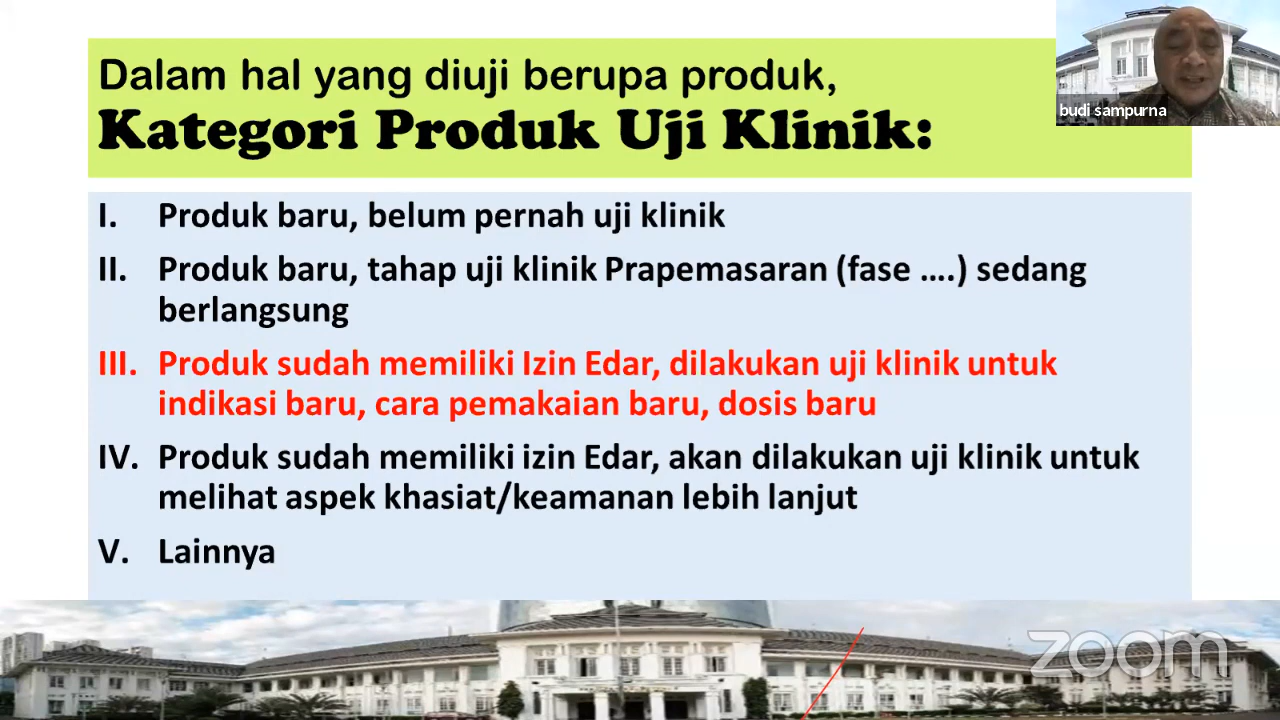 Dalam hal yang diuji berupa produk,
Kategori Produk Uji Klinik:
budi sampurna
I. Produk baru, belum pernah uji klinik
II. Produk baru, tahap uji klinik Prapemasaran (fase ....) sedang
berlangsung
III. Produk sudah memiliki Izin Edar, dilakukan uji klinik untuk
indikasi baru, cara pemakaian baru, dosis baru
IV. Produk sudah memiliki izin Edar, akan dilakukan uji klinik untuk
melihat aspek khasiat/keamanan lebih lanjut
V. Lainnya
zoom